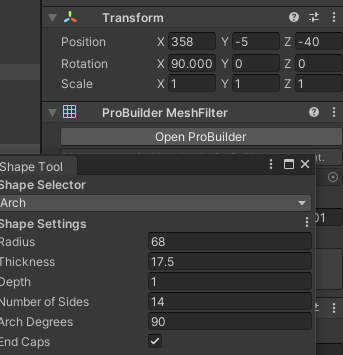 Transform
Position X 358 Y -5 Z -40
Rotation X 90.000 Y 0 Z 0
Scale X 1 Y 1 Z 1
ProBuilder MeshFilter
Open ProBuilder
Shape Tool
Shape Selector
Arch
Shape Settings
Radius 68
Thickness 17.5
Depth 1
Number of Sides 14
Arch Degrees 90
End Caps